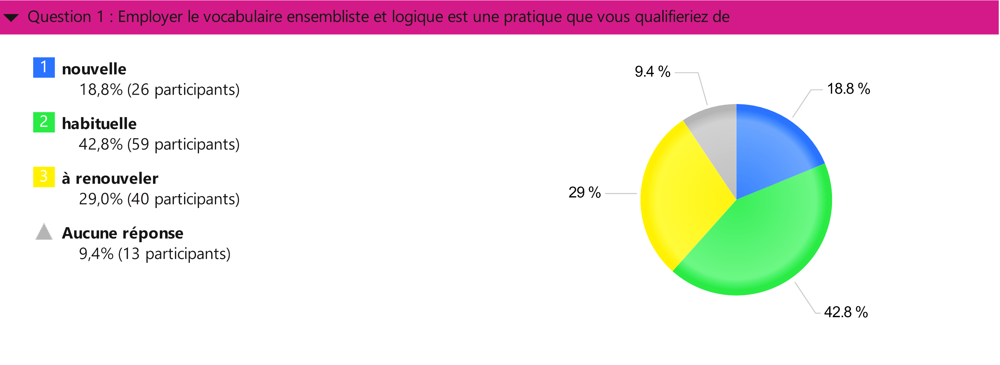 Question 1 : Employer le vocabulaire ensembliste et logique est une pratique que vous qualifieriez de
1 nouvelle
18,8% (26 participants)
2 habituelle
42,8% (59 participants)
3 à renouveler
29,0% (40 participants)
Aucune réponse
9,4% (13 participants)
9.4 %
18.8 %
29 %
42.8 %